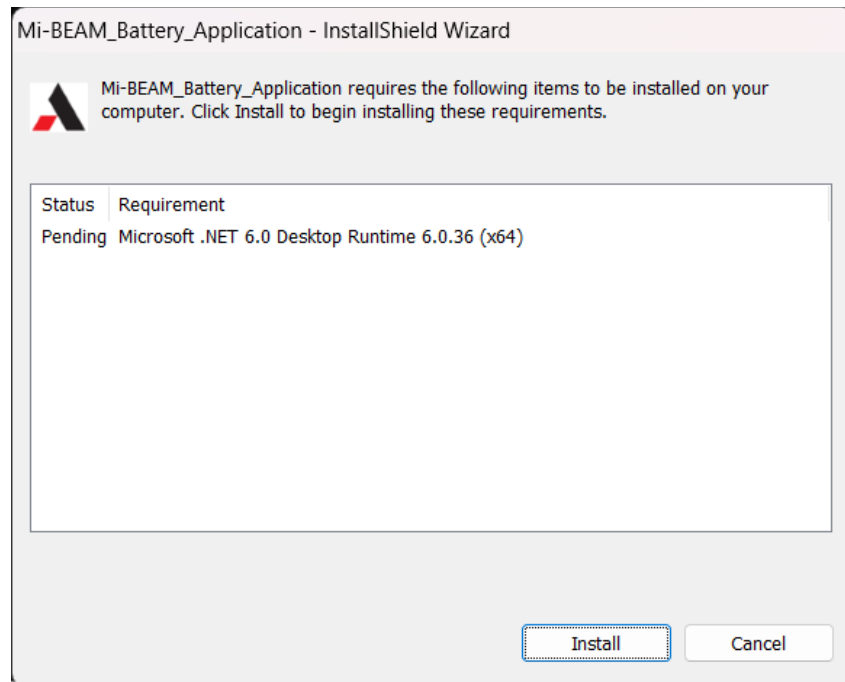 Mi-BEAM_Battery_Application - InstallShield Wizard
Mi-BEAM_Battery_Application requires the following items to be installed on your
computer. Click Install to begin installing these requirements.
Status Requirement
Pending Microsoft .NET 6.0 Desktop Runtime 6.0.36 (x64)
Install Cancel